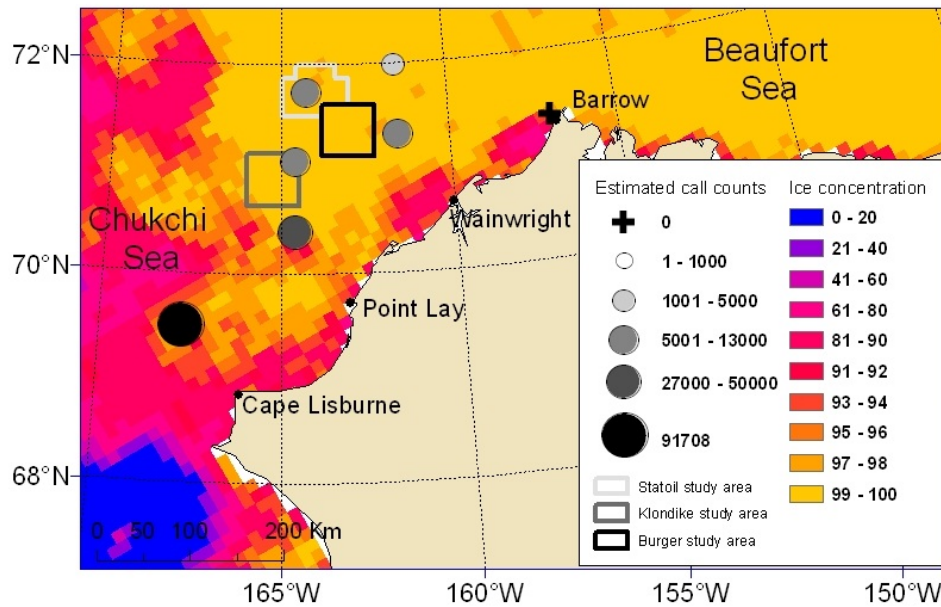 72°N
70°N
68°N
165°W
160°W
155°W
150°W
Beaufort
Sea
Barrow
Wainwright
Chukchi
Sea
Point Lay
Cape Lisburne
0 50 100 200 Km
Estimated call counts
0
1 - 1000
1001 - 5000
5001 - 13000
27000 - 50000
91708
Statoil study area
Klondike study area
Burger study area
Ice concentration
0 - 20
21 - 40
41 - 60
61 - 80
81 - 90
91 - 92
93 - 94
95 - 96
97 - 98
99 - 100